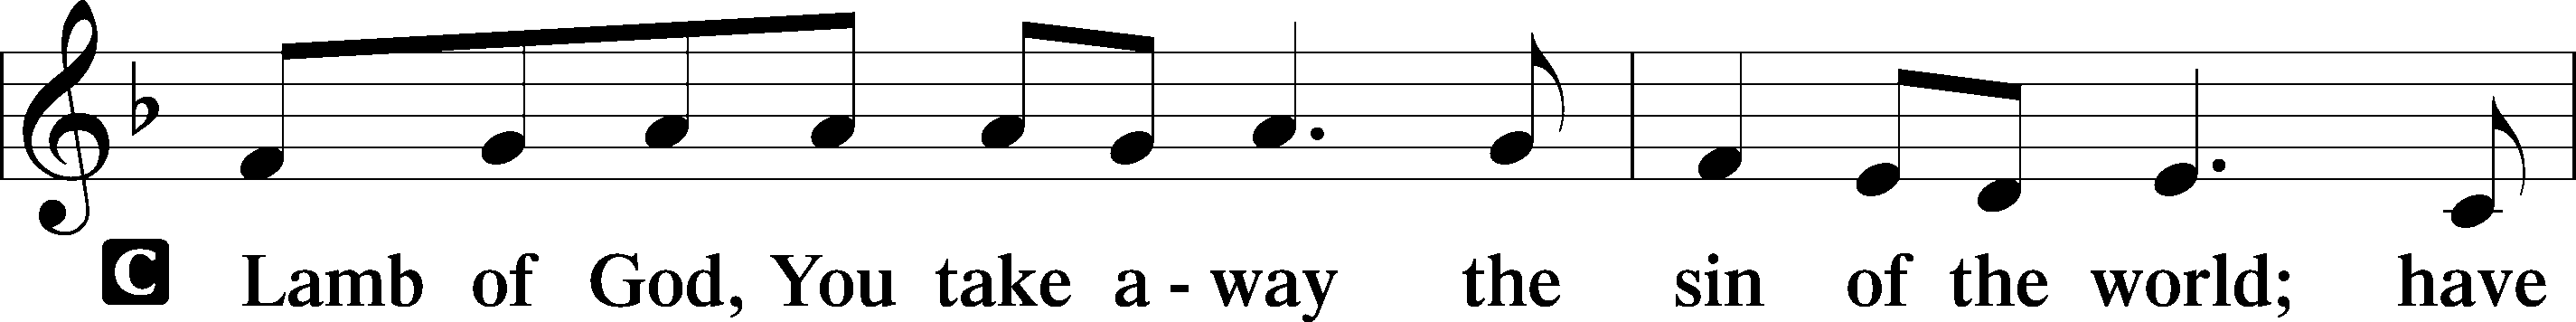 C Lamb of God, You take a - way the sin of the world; have